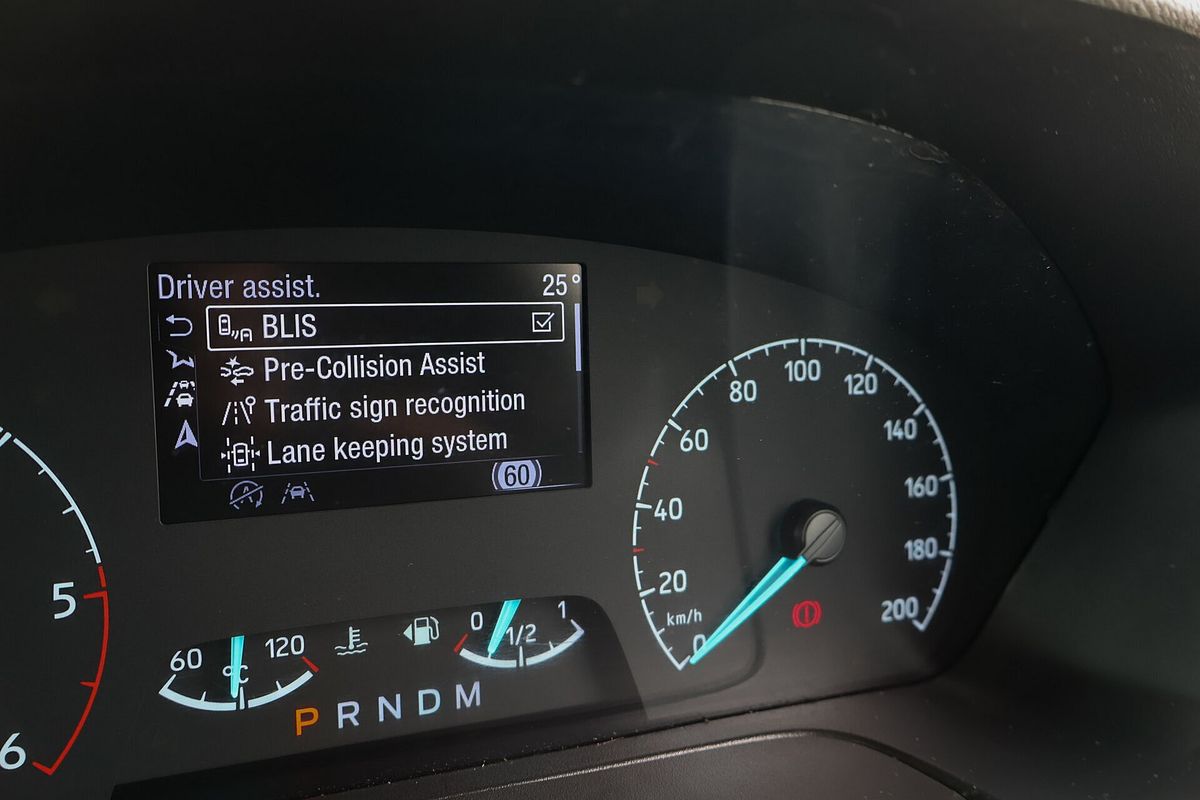 Driver assist. 25°
BLIS
Pre-Collision Assist
Traffic sign recognition
Lane keeping system
60
A
5
6
60 °C 120
0 1/2 1
P R N D M
0 20 40 60 80 100 120 140 160 180 200
km/h